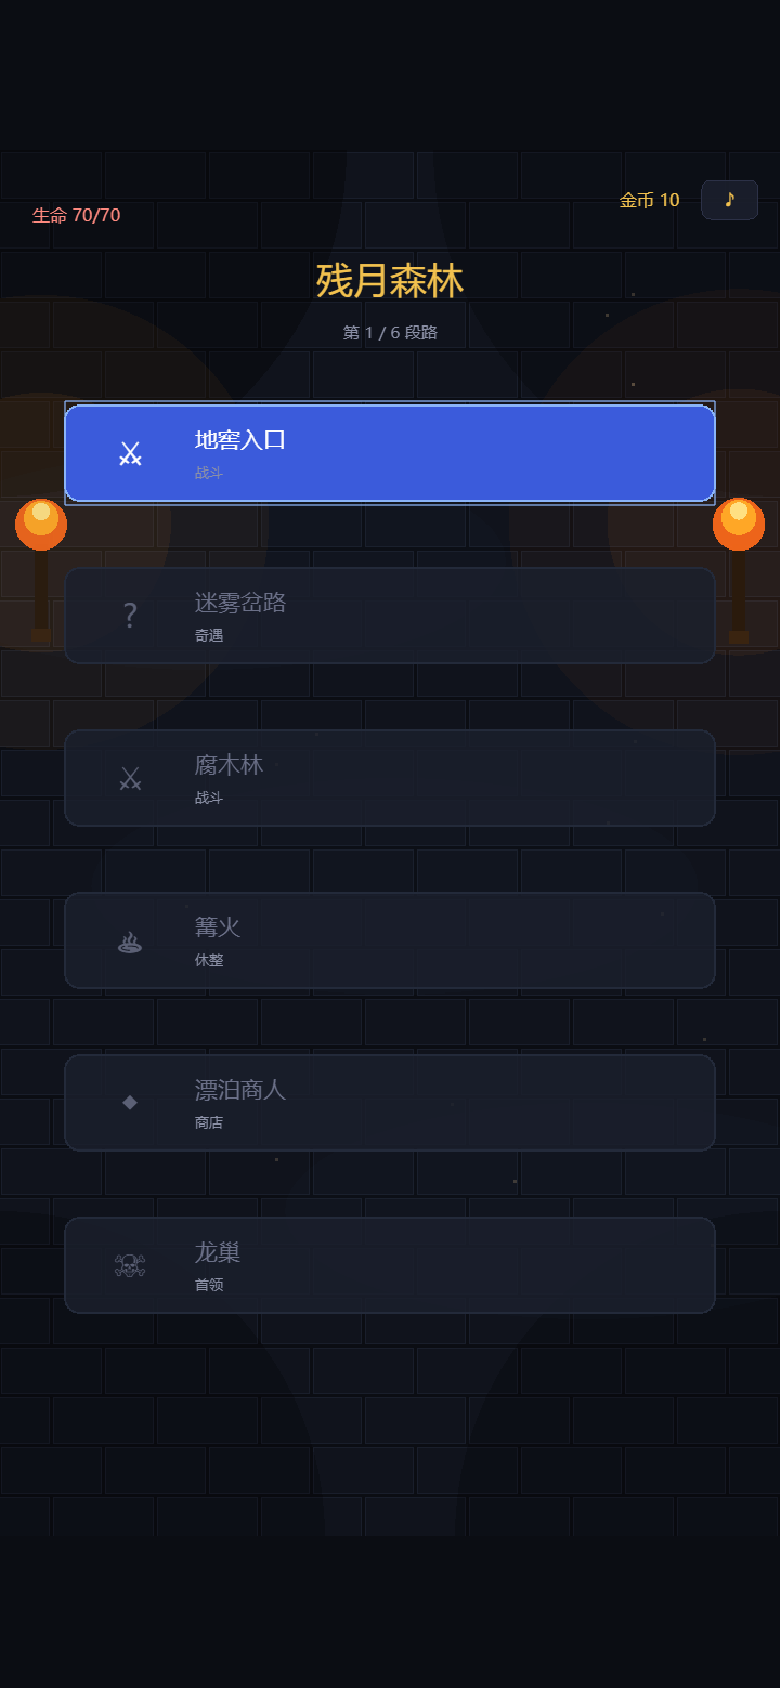 生命 70/70
金币 10
♪
残月森林
第 1 / 6 段路
地窖入口
战斗
?
迷雾岔路
奇遇
腐木林
战斗
篝火
休整
漂泊商人
商店
龙巢
首领